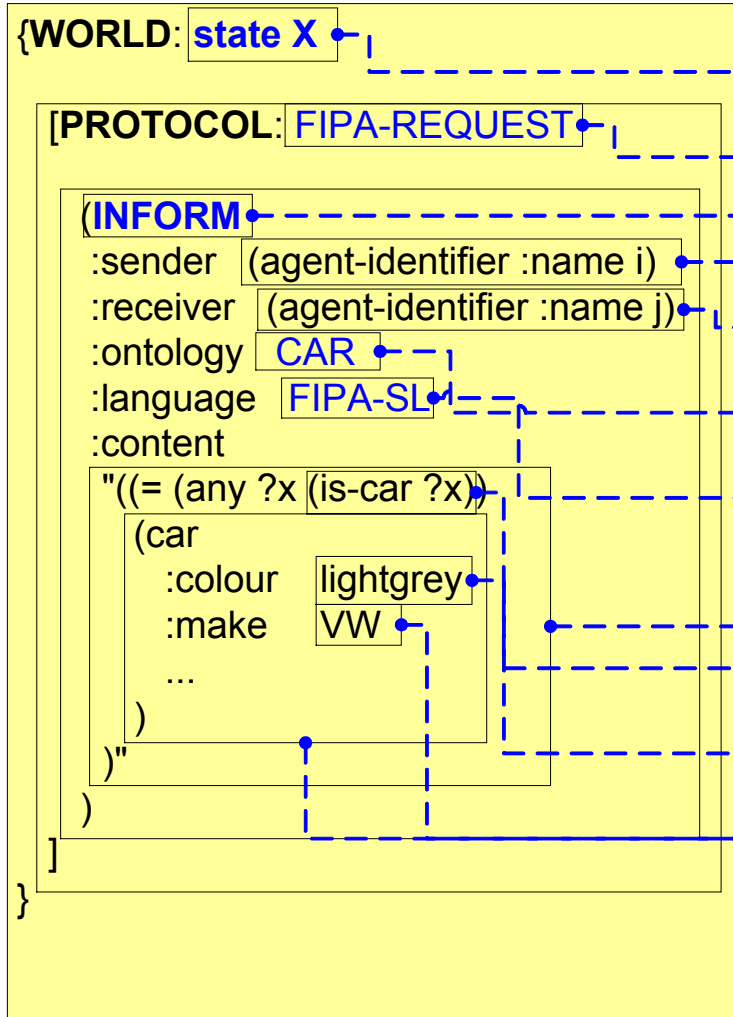 {WORLD: state X
[PROTOCOL: FIPA-REQUEST
(INFORM
:sender (agent-identifier :name i)
:receiver (agent-identifier :name j)
:ontology CAR
:language FIPA-SL
:content
"((= (any ?x (is-car ?x))
(car
:colour lightgrey
:make VW
...
)
)"
)
]
}